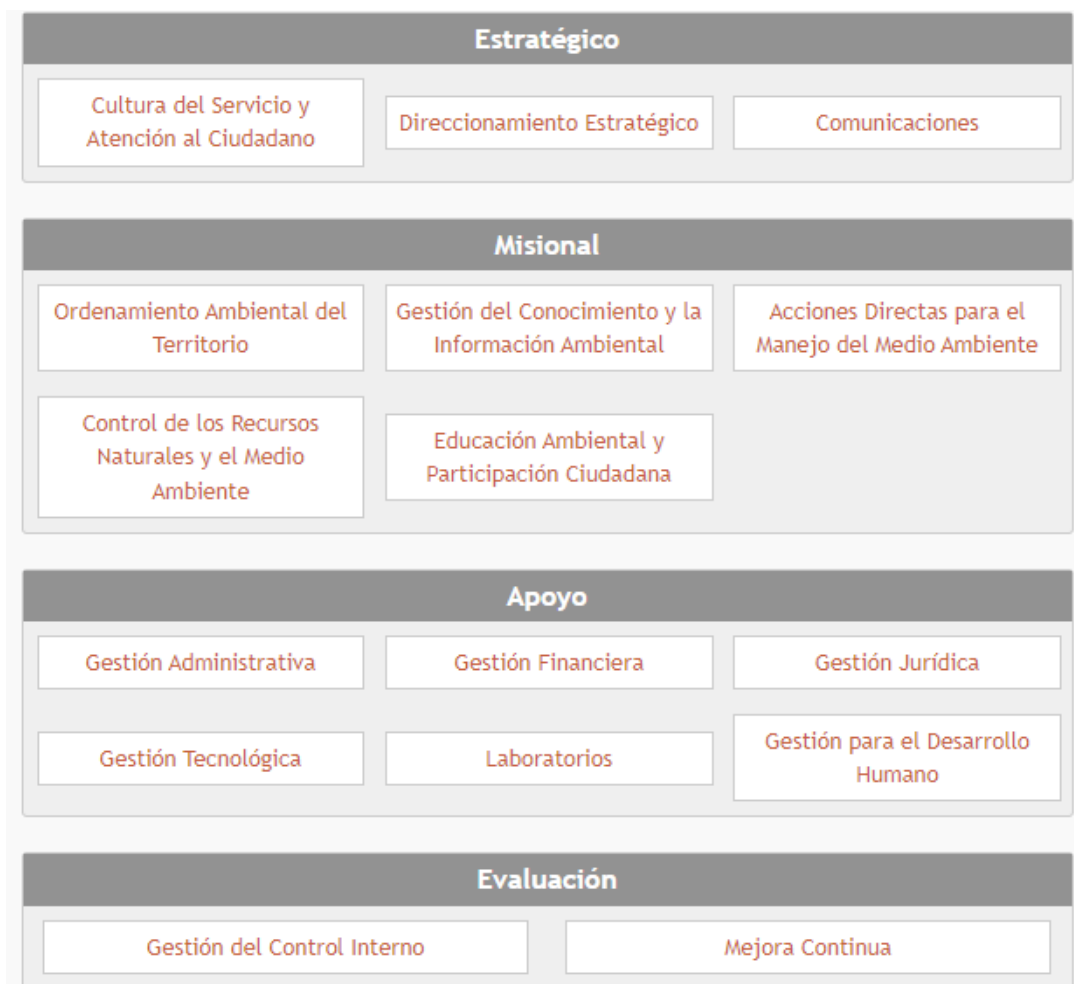 Estratégico
Cultura del Servicio y
Atención al Ciudadano
Direccionamiento Estratégico
Comunicaciones
Misional
Ordenamiento Ambiental del
Territorio
Gestión del Conocimiento y la
Información Ambiental
Acciones Directas para el
Manejo del Medio Ambiente
Control de los Recursos
Naturales y el Medio
Ambiente
Educación Ambiental y
Participación Ciudadana
Apoyo
Gestión Administrativa
Gestión Financiera
Gestión Jurídica
Gestión Tecnológica
Laboratorios
Gestión para el Desarrollo
Humano
Evaluación
Gestión del Control Interno
Mejora Continua